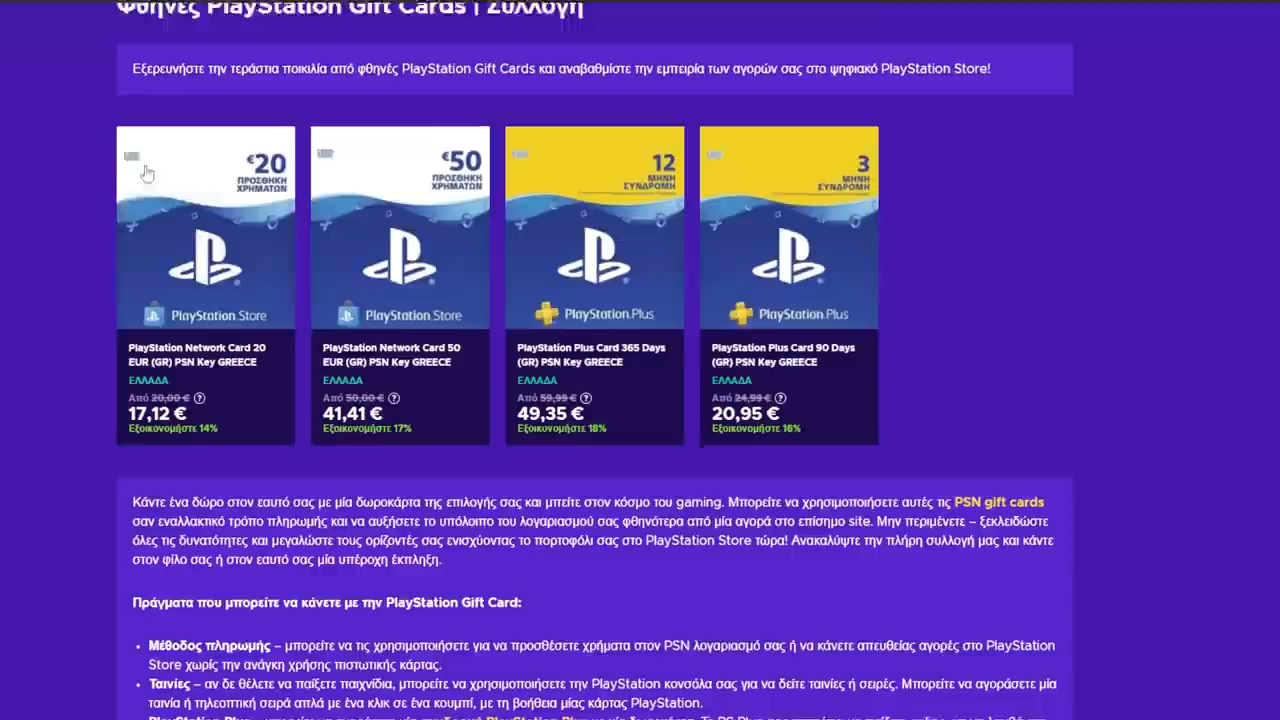 Φθηνές PlayStation Gift Cards | Συλλογή
Εξερευνήστε την τεράστια ποικιλία από φθηνές PlayStation Gift Cards και αναβαθμίστε την εμπειρία των αγορών σας στο ψηφιακό PlayStation Store!
€20
ΠΡΟΣΘΗΚΗ
ΧΡΗΜΑΤΩΝ
PlayStation Store
PlayStation Network Card 20
EUR (GR) PSN Key GREECE
ΕΛΛΑΔΑ
Από 20,00 €
17,12 €
Εξοικονομήστε 14%
€50
ΠΡΟΣΘΗΚΗ
ΧΡΗΜΑΤΩΝ
PlayStation Store
PlayStation Network Card 50
EUR (GR) PSN Key GREECE
ΕΛΛΑΔΑ
Από 50,00 €
41,41 €
Εξοικονομήστε 17%
12
ΜΗΝΗ
ΣΥΝΔΡΟΜΗ
PlayStation Plus
PlayStation Plus Card 365 Days
(GR) PSN Key GREECE
ΕΛΛΑΔΑ
Από 59,99 €
49,35 €
Εξοικονομήστε 18%
3
ΜΗΝΗ
ΣΥΝΔΡΟΜΗ
PlayStation Plus
PlayStation Plus Card 90 Days
(GR) PSN Key GREECE
ΕΛΛΑΔΑ
Από 24,99 €
20,95 €
Εξοικονομήστε 16%
Κάντε ένα δώρο στον εαυτό σας με μία δωροκάρτα της επιλογής σας και μπείτε στον κόσμο του gaming. Μπορείτε να χρησιμοποιήσετε αυτές τις PSN gift cards
σαν εναλλακτικό τρόπο πληρωμής και να αυξήσετε το υπόλοιπο του λογαριασμού σας φθηνότερα από μία αγορά στο επίσημο site. Μην περιμένετε – ξεκλειδώστε
όλες τις δυνατότητες και μεγαλώστε τους ορίζοντές σας ενισχύοντας το πορτοφόλι σας στο PlayStation Store τώρα! Ανακαλύψτε την πλήρη συλλογή μας και κάντε
στον φίλο σας ή στον εαυτό σας μία υπέροχη έκπληξη.
Πράγματα που μπορείτε να κάνετε με την PlayStation Gift Card:
• Μέθοδος πληρωμής – μπορείτε να τις χρησιμοποιήσετε για να προσθέσετε χρήματα στον PSN λογαριασμό σας ή να κάνετε απευθείας αγορές στο PlayStation
Store χωρίς την ανάγκη χρήσης πιστωτικής κάρτας.
• Ταινίες – αν δε θέλετε να παίξετε παιχνίδια, μπορείτε να χρησιμοποιήσετε την PlayStation κονσόλα σας για να δείτε ταινίες ή σειρές. Μπορείτε να αγοράσετε μία
ταινία ή τηλεοπτική σειρά απλά με ένα κλικ σε ένα κουμπί, με τη βοήθεια μίας κάρτας PlayStation.